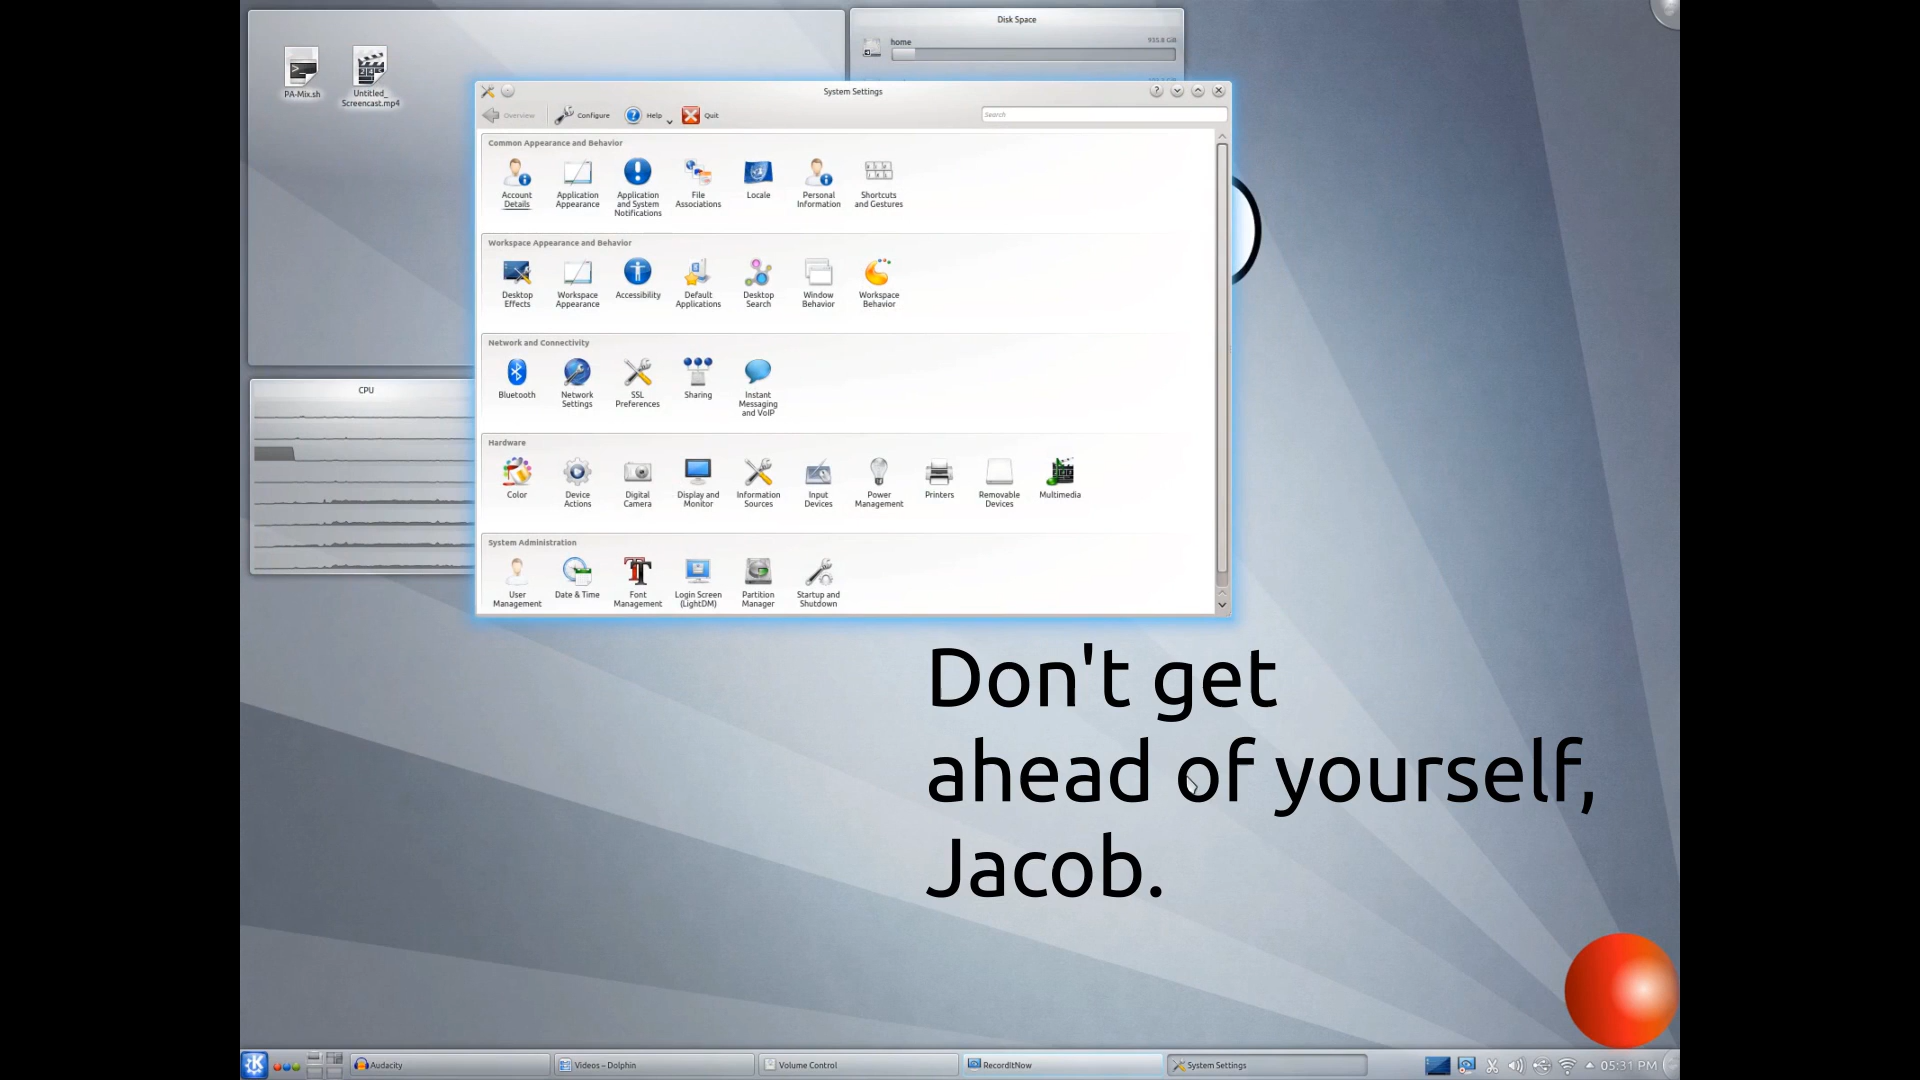 Disk Space
home
935.8 GiB
PA-Mix.sh
Untitled_
Screencast.mp4
System Settings
Overview
Configure
Help
Quit
Search
Common Appearance and Behavior
Account
Details
Application
Appearance
Application
and System
Notifications
File
Associations
Locale
Personal
Information
Shortcuts
and Gestures
Workspace Appearance and Behavior
Desktop
Effects
Workspace
Appearance
Accessibility
Default
Applications
Desktop
Search
Window
Behavior
Workspace
Behavior
Network and Connectivity
Bluetooth
Network
Settings
SSL
Preferences
Sharing
Instant
Messaging
and VoIP
CPU
Hardware
Color
Device
Actions
Digital
Camera
Display and
Monitor
Information
Sources
Input
Devices
Power
Management
Printers
Removable
Devices
Multimedia
System Administration
User
Management
Date & Time
Font
Management
Login Screen
(LightDM)
Partition
Manager
Startup and
Shutdown
Don't get
ahead of yourself,
Jacob.
Audacity
Videos – Dolphin
Volume Control
RecordItNow
System Settings
05:31 PM